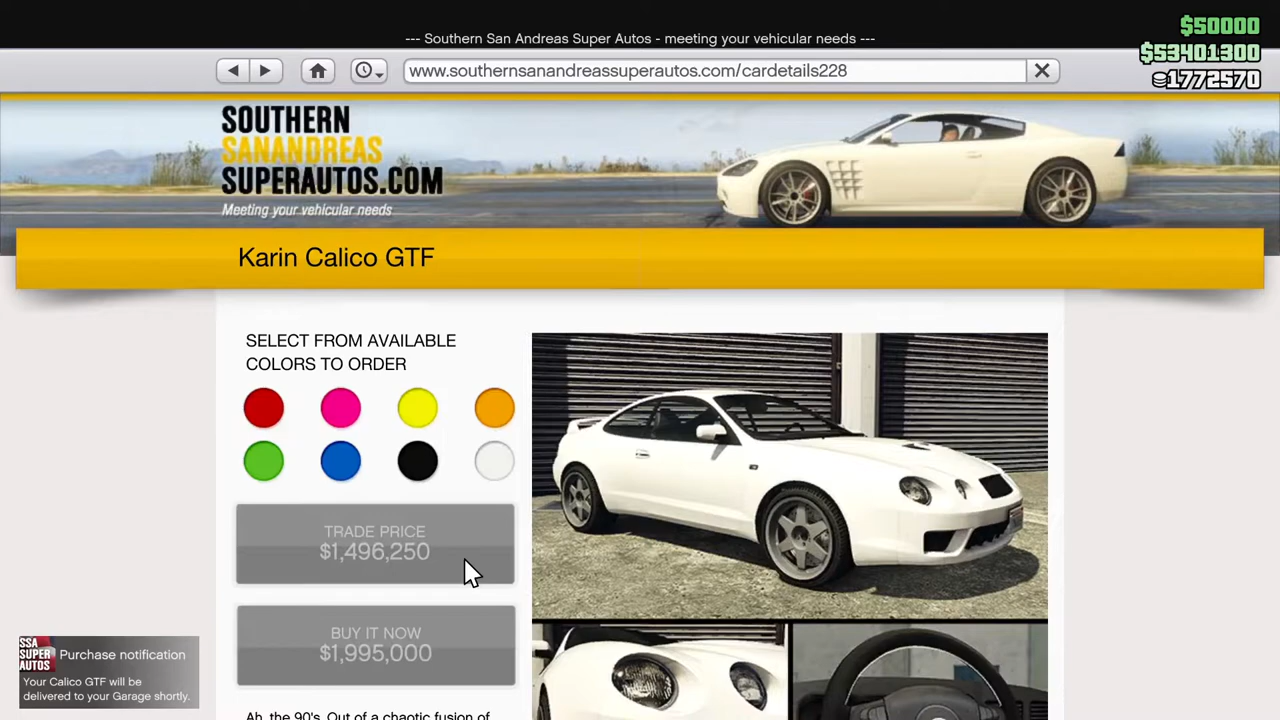 --- Southern San Andreas Super Autos - meeting your vehicular needs ---
$50000
$53401300
1772570
www.southernsanandreassuperautos.com/cardetails228
SOUTHERN
SANANDREAS
SUPERAUTOS.COM
Meeting your vehicular needs
Karin Calico GTF
SELECT FROM AVAILABLE
COLORS TO ORDER
TRADE PRICE
$1,496,250
BUY IT NOW
$1,995,000
SSA
SUPER
AUTOS
Purchase notification
Your Calico GTF will be
delivered to your Garage shortly.
Ah, the 90's. Out of a chaotic fusion of